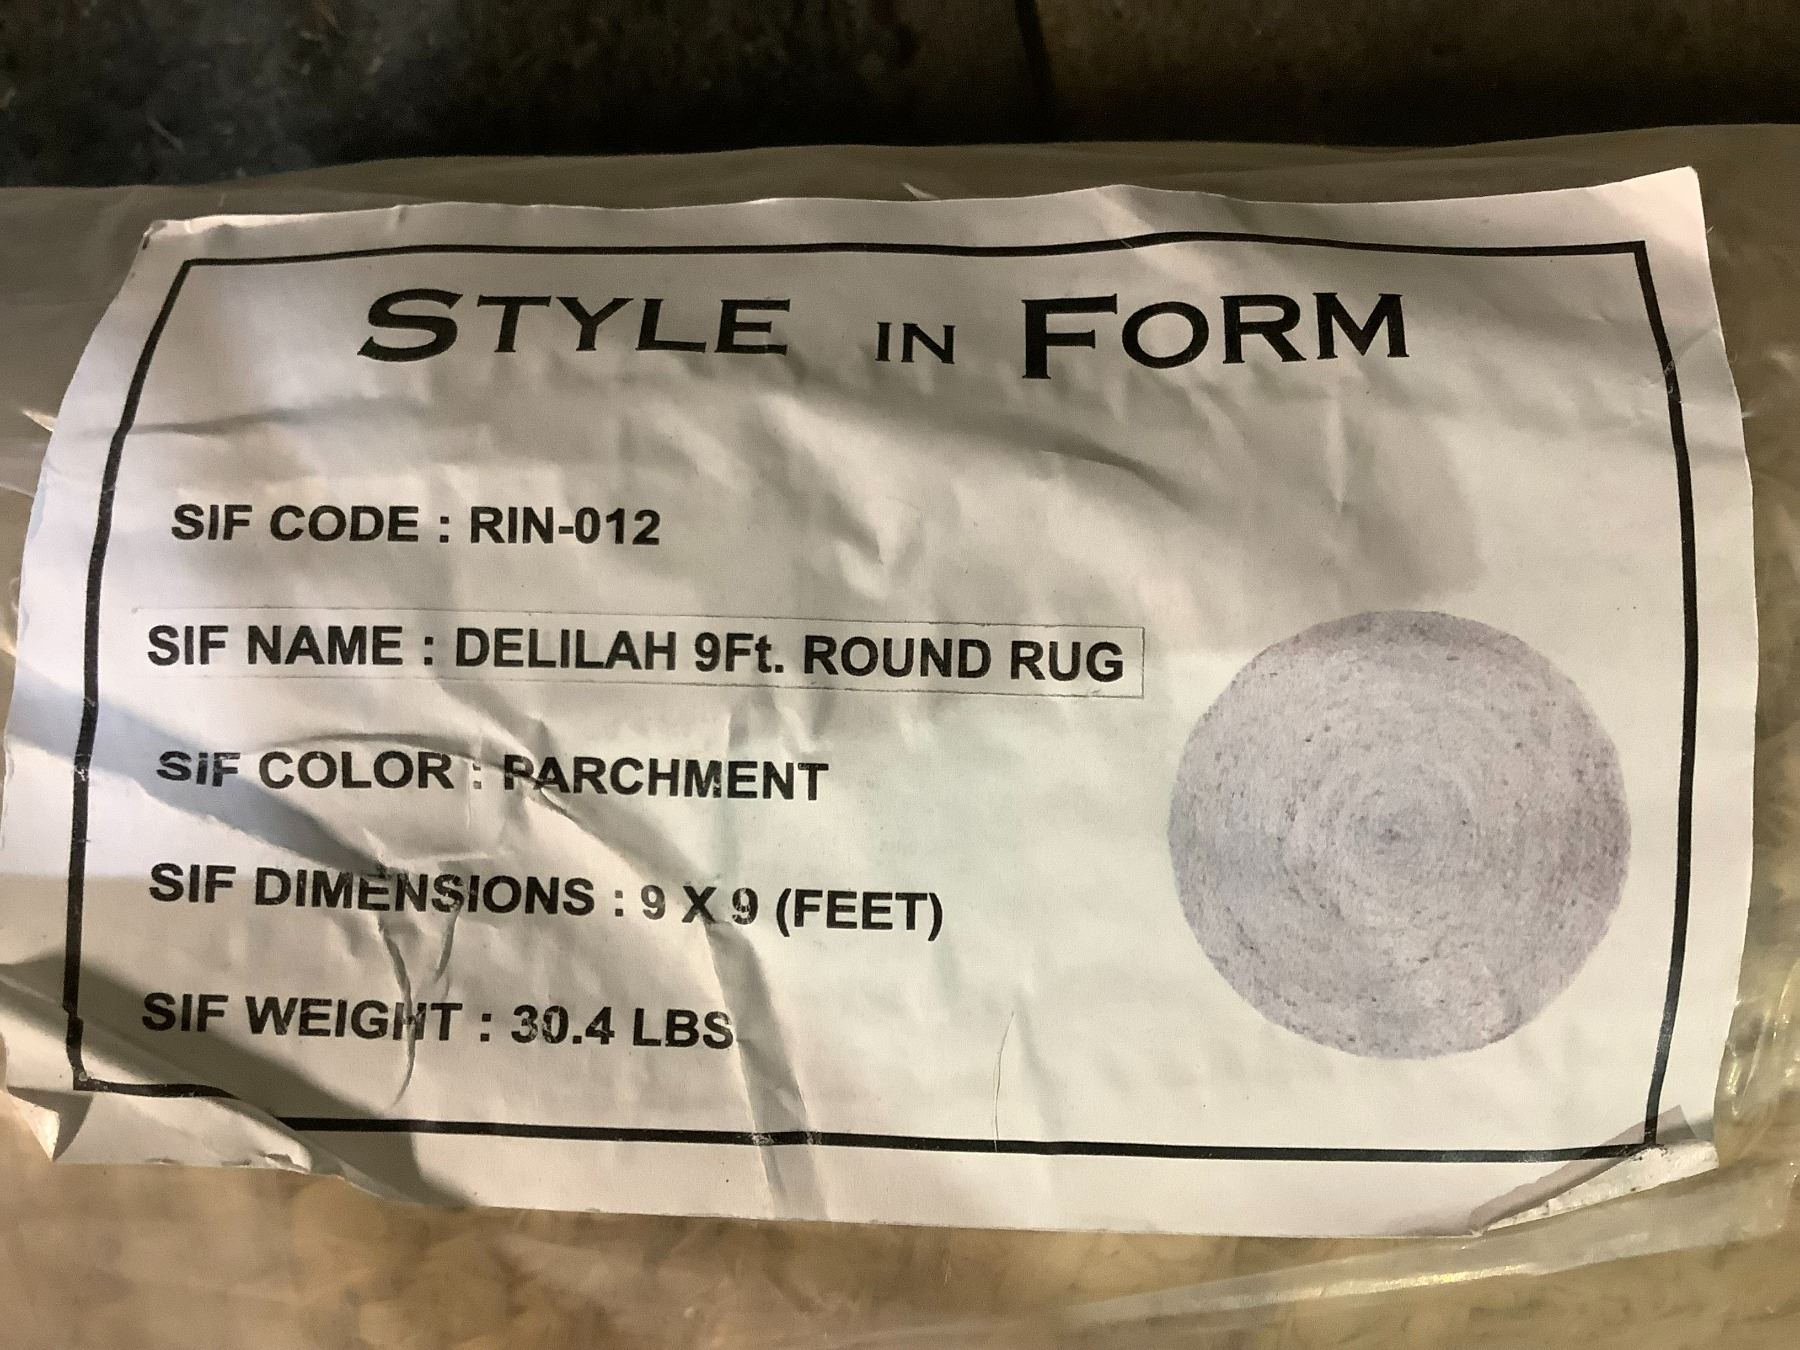 STYLE IN FORM
SIF CODE : RIN-012
SIF NAME : DELILAH 9Ft. ROUND RUG
SIF COLOR : PARCHMENT
SIF DIMENSIONS : 9 X 9 (FEET)
SIF WEIGHT : 30.4 LBS